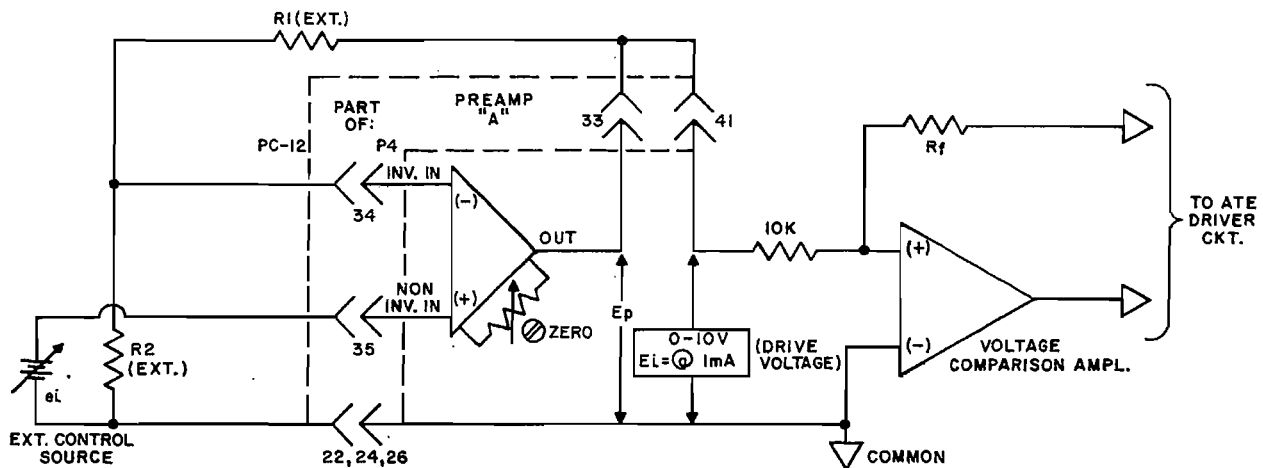 R1 (EXT.)
PREAMP
"A"
PART
OF:
PC-12
P4
33
41
Rf
INV. IN
(-)
34
OUT
10K
(+)
TO ATE
DRIVER
CKT.
NON
INV. IN
(+)
35
ZERO
Ep
R2
(EXT.)
ei
0-10V
Ei=@ 1mA
(DRIVE
VOLTAGE)
(-)
VOLTAGE
COMPARISON AMPL.
EXT. CONTROL
SOURCE
22, 24, 26
COMMON